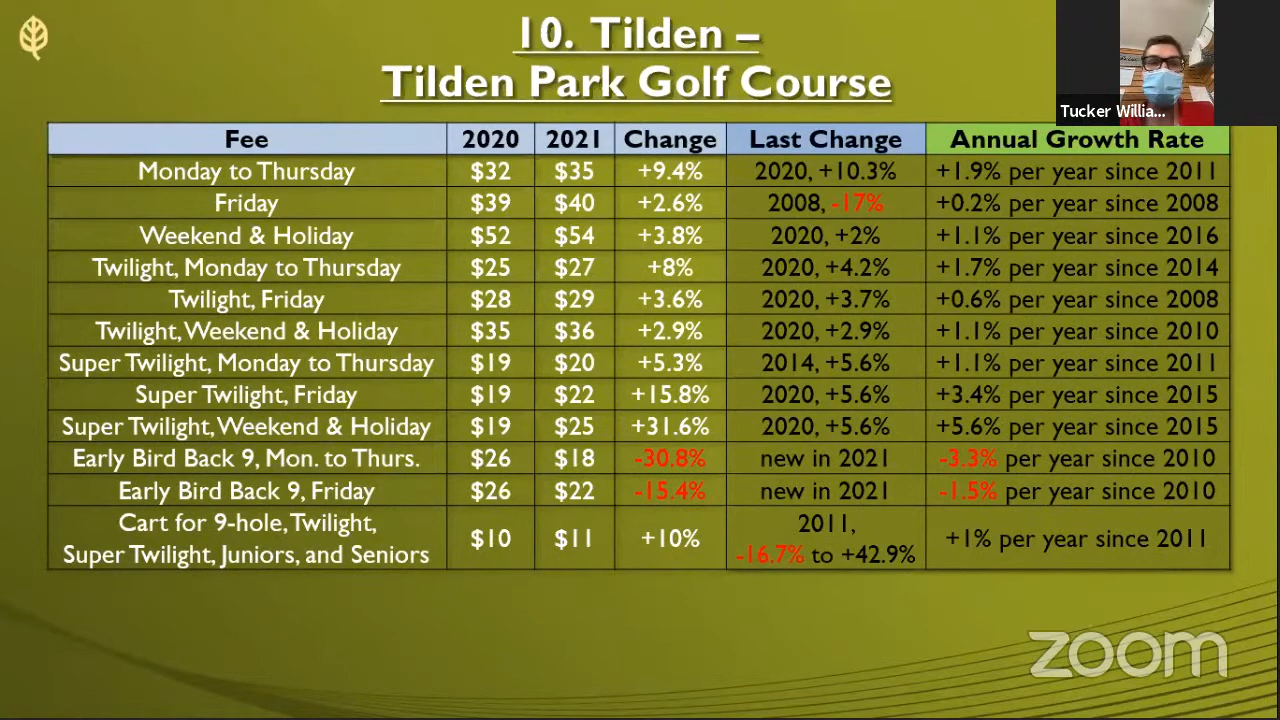 10. Tilden –
Tilden Park Golf Course
Tucker Willia...
Fee 2020 2021 Change Last Change Annual Growth Rate
Monday to Thursday $32 $35 +9.4% 2020, +10.3% +1.9% per year since 2011
Friday $39 $40 +2.6% 2008, -17% +0.2% per year since 2008
Weekend & Holiday $52 $54 +3.8% 2020, +2% +1.1% per year since 2016
Twilight, Monday to Thursday $25 $27 +8% 2020, +4.2% +1.7% per year since 2014
Twilight, Friday $28 $29 +3.6% 2020, +3.7% +0.6% per year since 2008
Twilight, Weekend & Holiday $35 $36 +2.9% 2020, +2.9% +1.1% per year since 2010
Super Twilight, Monday to Thursday $19 $20 +5.3% 2014, +5.6% +1.1% per year since 2011
Super Twilight, Friday $19 $22 +15.8% 2020, +5.6% +3.4% per year since 2015
Super Twilight, Weekend & Holiday $19 $25 +31.6% 2020, +5.6% +5.6% per year since 2015
Early Bird Back 9, Mon. to Thurs. $26 $18 -30.8% new in 2021 -3.3% per year since 2010
Early Bird Back 9, Friday $26 $22 -15.4% new in 2021 -1.5% per year since 2010
Cart for 9-hole, Twilight,
Super Twilight, Juniors, and Seniors $10 $11 +10% 2011,
-16.7% to +42.9% +1% per year since 2011
zoom